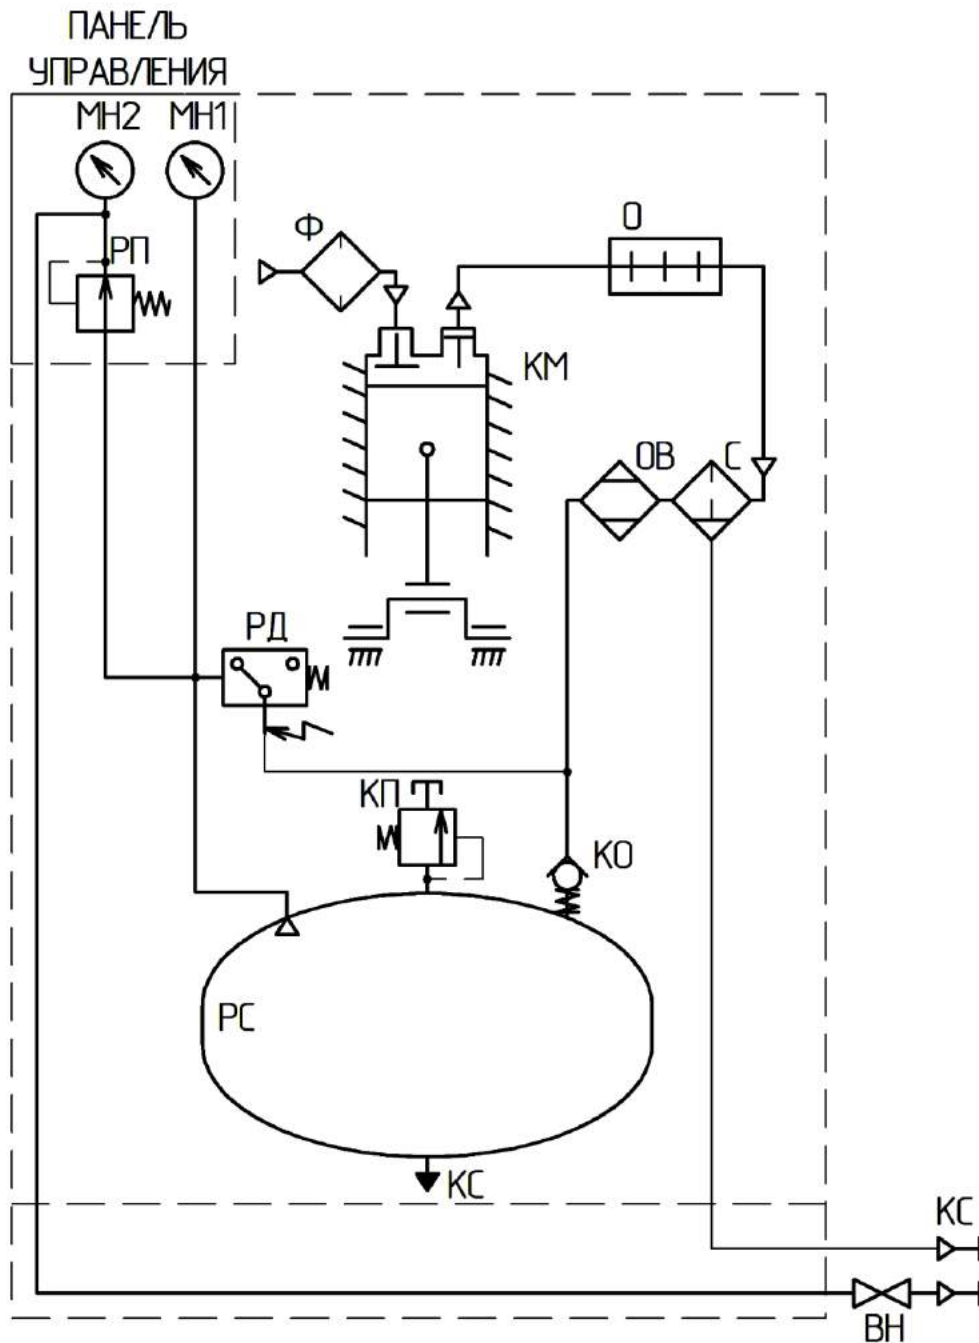 ПАНЕЛЬ
УПРАВЛЕНИЯ
МН2 МН1
РП
Ф
О
КМ
ОВ С
РД
КП
КО
РС
КС
КС
ВН